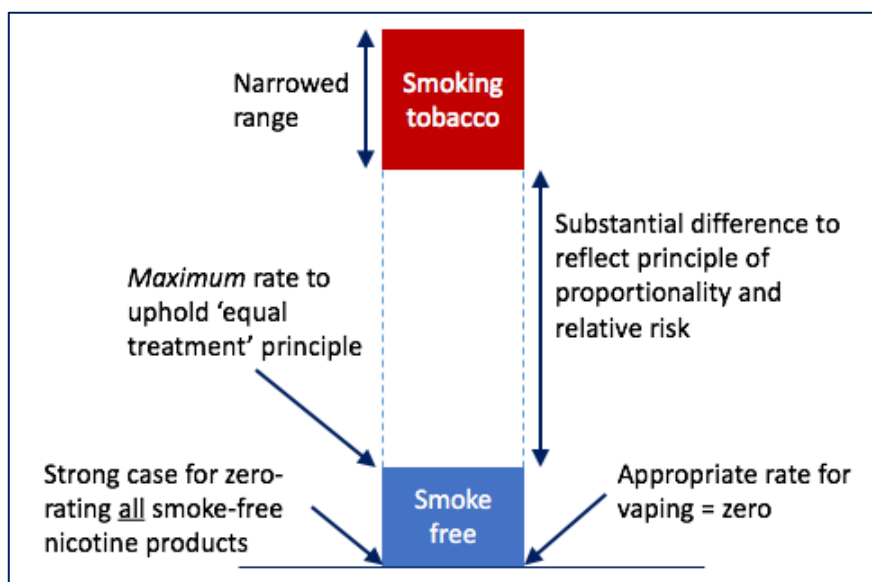 Narrowed
range
Smoking
tobacco
Substantial difference to
reflect principle of
proportionality and
relative risk
Maximum rate to
uphold ‘equal
treatment’ principle
Strong case for zero-
rating all smoke-free
nicotine products
Smoke
free
Appropriate rate for
vaping = zero